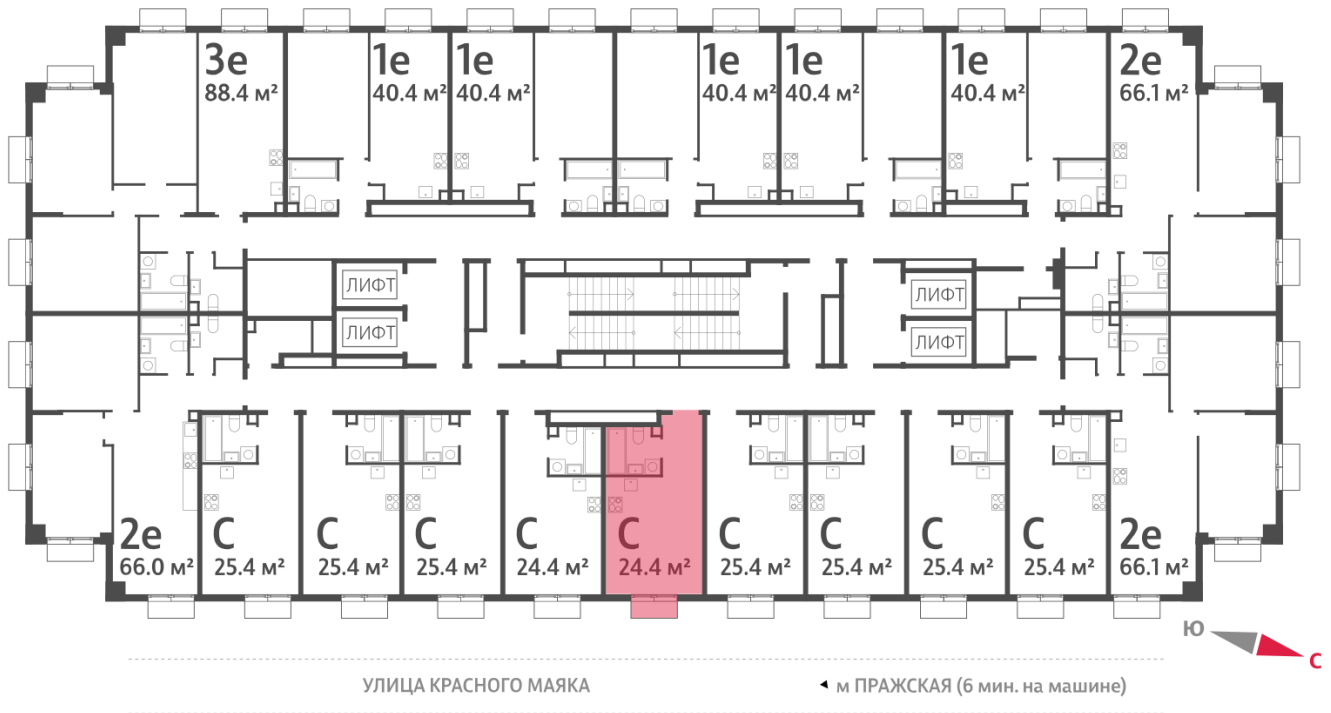 3е
88.4 м²
1е
40.4 м²
1е
40.4 м²
1е
40.4 м²
1е
40.4 м²
1е
40.4 м²
2е
66.1 м²
ЛИФТ
ЛИФТ
ЛИФТ
ЛИФТ
2е
66.0 м²
С
25.4 м²
С
25.4 м²
С
25.4 м²
С
24.4 м²
С
24.4 м²
С
25.4 м²
С
25.4 м²
С
25.4 м²
С
25.4 м²
2е
66.1 м²
Ю
С
УЛИЦА КРАСНОГО МАЯКА
м ПРАЖСКАЯ (6 мин. на машине)